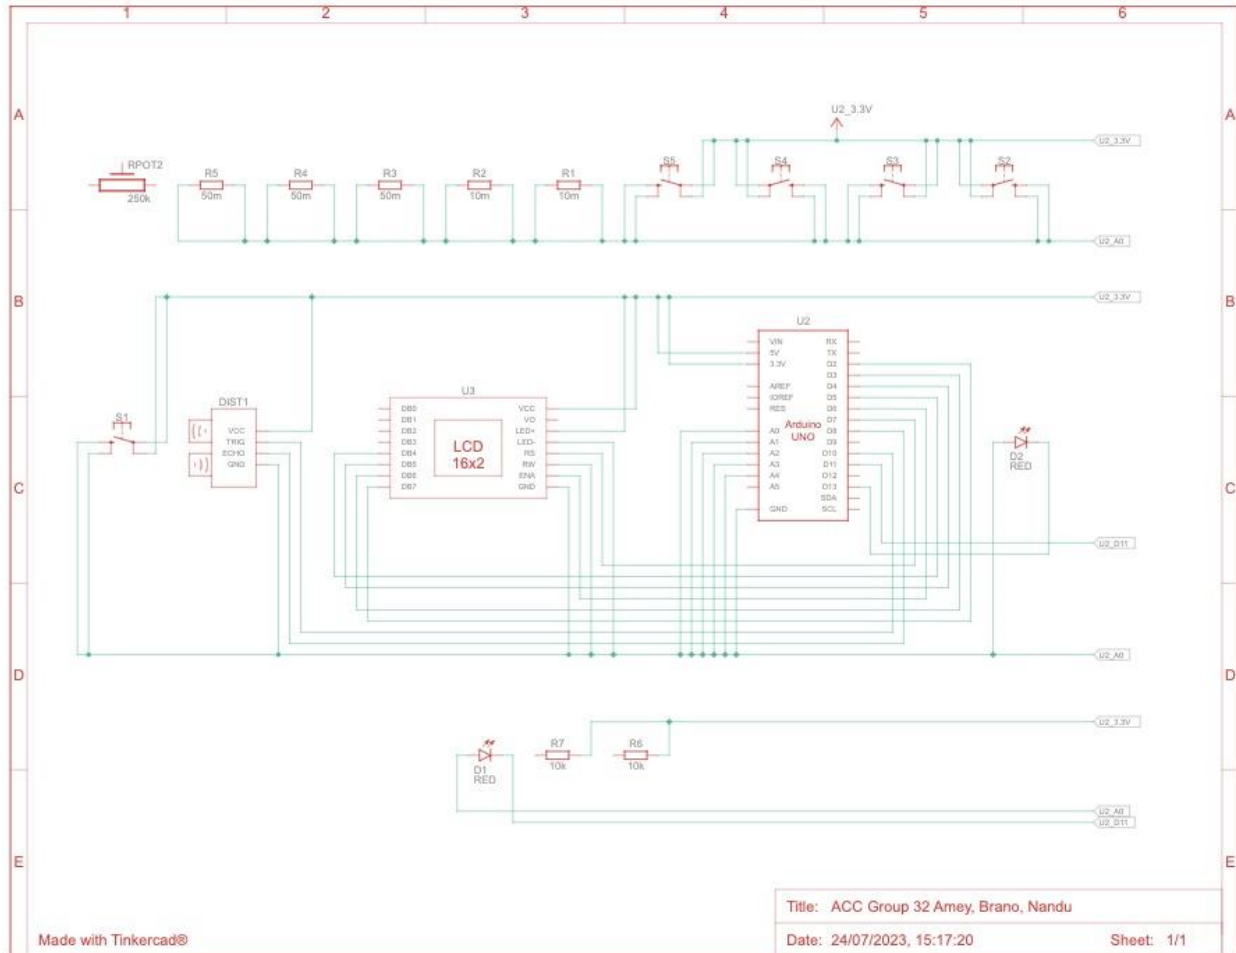 1 2 3 4 5 6
A A
U2_3.3V
U2_3.3V
RPOT2
250k
R5
50m
R4
50m
R3
50m
R2
10m
R1
10m
S5
S4
S3
S2
U2_A0
B B
U2_3.3V
S1
DIST1
VCC
TRIG
ECHO
GND
U3
DB0
DB1
DB2
DB3
DB4
DB5
DB6
DB7
LCD
16x2
VCC
VO
LED+
LED-
RS
RW
ENA
GND
U2
VIN
5V
3.3V
AREF
IOREF
RES
A0
A1
A2
A3
A4
A5
GND
Arduino
UNO
RX
TX
D2
D3
D4
D5
D6
D7
D8
D9
D10
D11
D12
D13
SDA
SCL
D2
RED
C C
U2_D11
U2_A0
D D
U2_3.3V
D1
RED
R7
10k
R6
10k
U2_A0
U2_D11
E E
Title: ACC Group 32 Amey, Brano, Nandu
Made with Tinkercad®
Date: 24/07/2023, 15:17:20 Sheet: 1/1